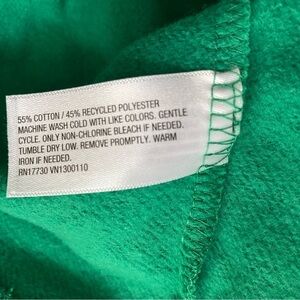 55% COTTON / 45% RECYCLED POLYESTER
MACHINE WASH COLD WITH LIKE COLORS. GENTLE
CYCLE. ONLY NON-CHLORINE BLEACH IF NEEDED.
TUMBLE DRY LOW. REMOVE PROMPTLY. WARM
IRON IF NEEDED.
RN17730 VN1300110